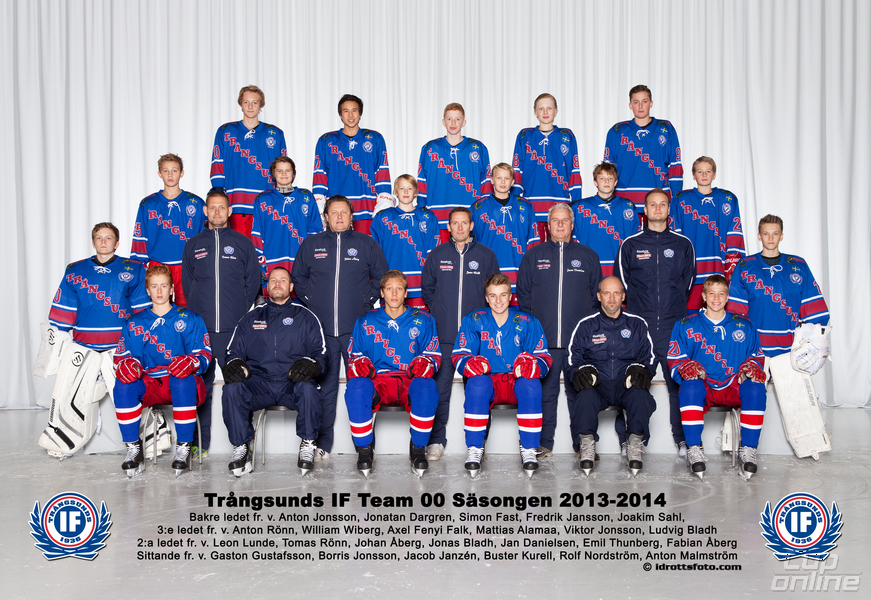 Trångsunds IF Team 00 Säsongen 2013-2014
Bakre ledet fr. v. Anton Jonsson, Jonatan Dargren, Simon Fast, Fredrik Jansson, Joakim Sahl,
3:e ledet fr. v. Anton Rönn, William Wiberg, Axel Fenyi Falk, Mattias Alamaa, Viktor Jonsson, Ludvig Bladh
2:a ledet fr. v. Leon Lunde, Tomas Rönn, Johan Åberg, Jonas Bladh, Jan Danielsen, Emil Thunberg, Fabian Åberg
Sittande fr. v. Gaston Gustafsson, Borris Jonsson, Jacob Janzén, Buster Kurell, Rolf Nordström, Anton Malmström
© idrottsfoto.com
TRÅNGSUNDS
IF
1936
TRÅNGSUNDS
IF
1936
cup
online